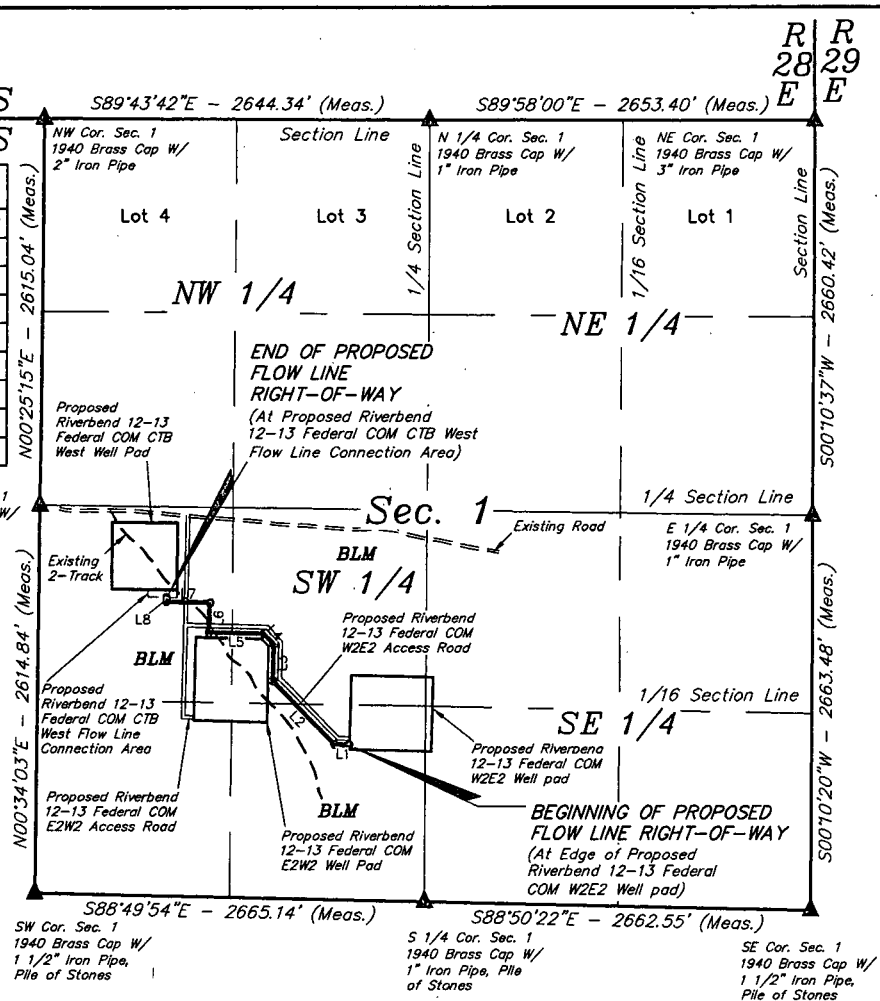 R R
28 29
E E
S89°43'42"E - 2644.34' (Meas.)
S89°58'00"E - 2653.40' (Meas.)
NW Cor. Sec. 1
1940 Brass Cap W/
2" Iron Pipe
Section Line
N 1/4 Cor. Sec. 1
1940 Brass Cap W/
1" Iron Pipe
NE Cor. Sec. 1
1940 Brass Cap W/
3" Iron Pipe
Lot 4
Lot 3
1/4 Section Line
Lot 2
1/16 Section Line
Lot 1
Section Line
N00°25'15"E - 2615.04' (Meas.)
S00°10'37"W - 2660.42' (Meas.)
NW 1/4
NE 1/4
END OF PROPOSED
FLOW LINE
RIGHT-OF-WAY
(At Proposed Riverbend
12-13 Federal COM CTB West
Flow Line Connection Area)
Proposed
Riverbend 12-13
Federal COM CTB
West Well Pad
1
W/
Sec. 1
1/4 Section Line
Existing Road
E 1/4 Cor. Sec. 1
1940 Brass Cap W/
1" Iron Pipe
BLM
SW 1/4
Existing
2-Track
L8
L7
L6
L5
L4
L3
L2
L1
Proposed Riverbend
12-13 Federal COM
W2E2 Access Road
BLM
Proposed
Riverbend 12-13
Federal COM CTB
West Flow Line
Connection Area
1/16 Section Line
SE 1/4
Proposed Riverbend
12-13 Federal COM
W2E2 Well pad
N00°34'03"E - 2614.84' (Meas.)
S00°10'20"W - 2663.48' (Meas.)
Proposed Riverbend
12-13 Federal COM
E2W2 Access Road
BLM
Proposed Riverbend
12-13 Federal COM
E2W2 Well Pad
BEGINNING OF PROPOSED
FLOW LINE RIGHT-OF-WAY
(At Edge of Proposed
Riverbend 12-13 Federal
COM W2E2 Well pad)
S88°49'54"E - 2665.14' (Meas.)
S88°50'22"E - 2662.55' (Meas.)
SW Cor. Sec. 1
1940 Brass Cap W/
1 1/2" Iron Pipe,
Pile of Stones
S 1/4 Cor. Sec. 1
1940 Brass Cap W/
1" Iron Pipe, Pile
of Stones
SE Cor. Sec. 1
1940 Brass Cap W/
1 1/2" Iron Pipe,
Pile of Stones